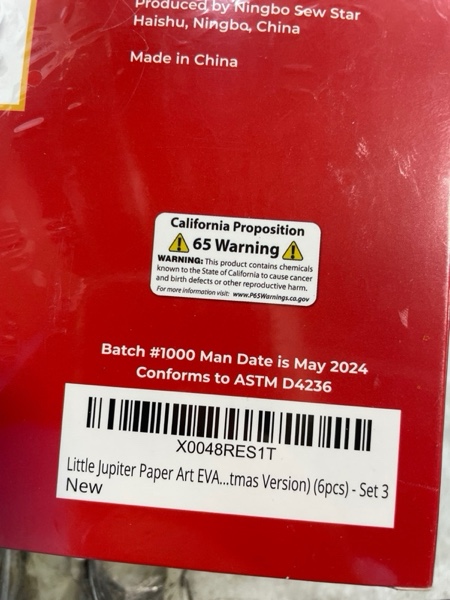 Produced by Ningbo Sew Star
Haishu, Ningbo, China
Made in China
California Proposition
65 Warning
WARNING: This product contains chemicals
known to the State of California to cause cancer
and birth defects or other reproductive harm.
For more information visit: www.P65Warnings.ca.gov
Batch #1000 Man Date is May 2024
Conforms to ASTM D4236
X0048RES1T
Little Jupiter Paper Art EVA...tmas Version) (6pcs) - Set 3
New